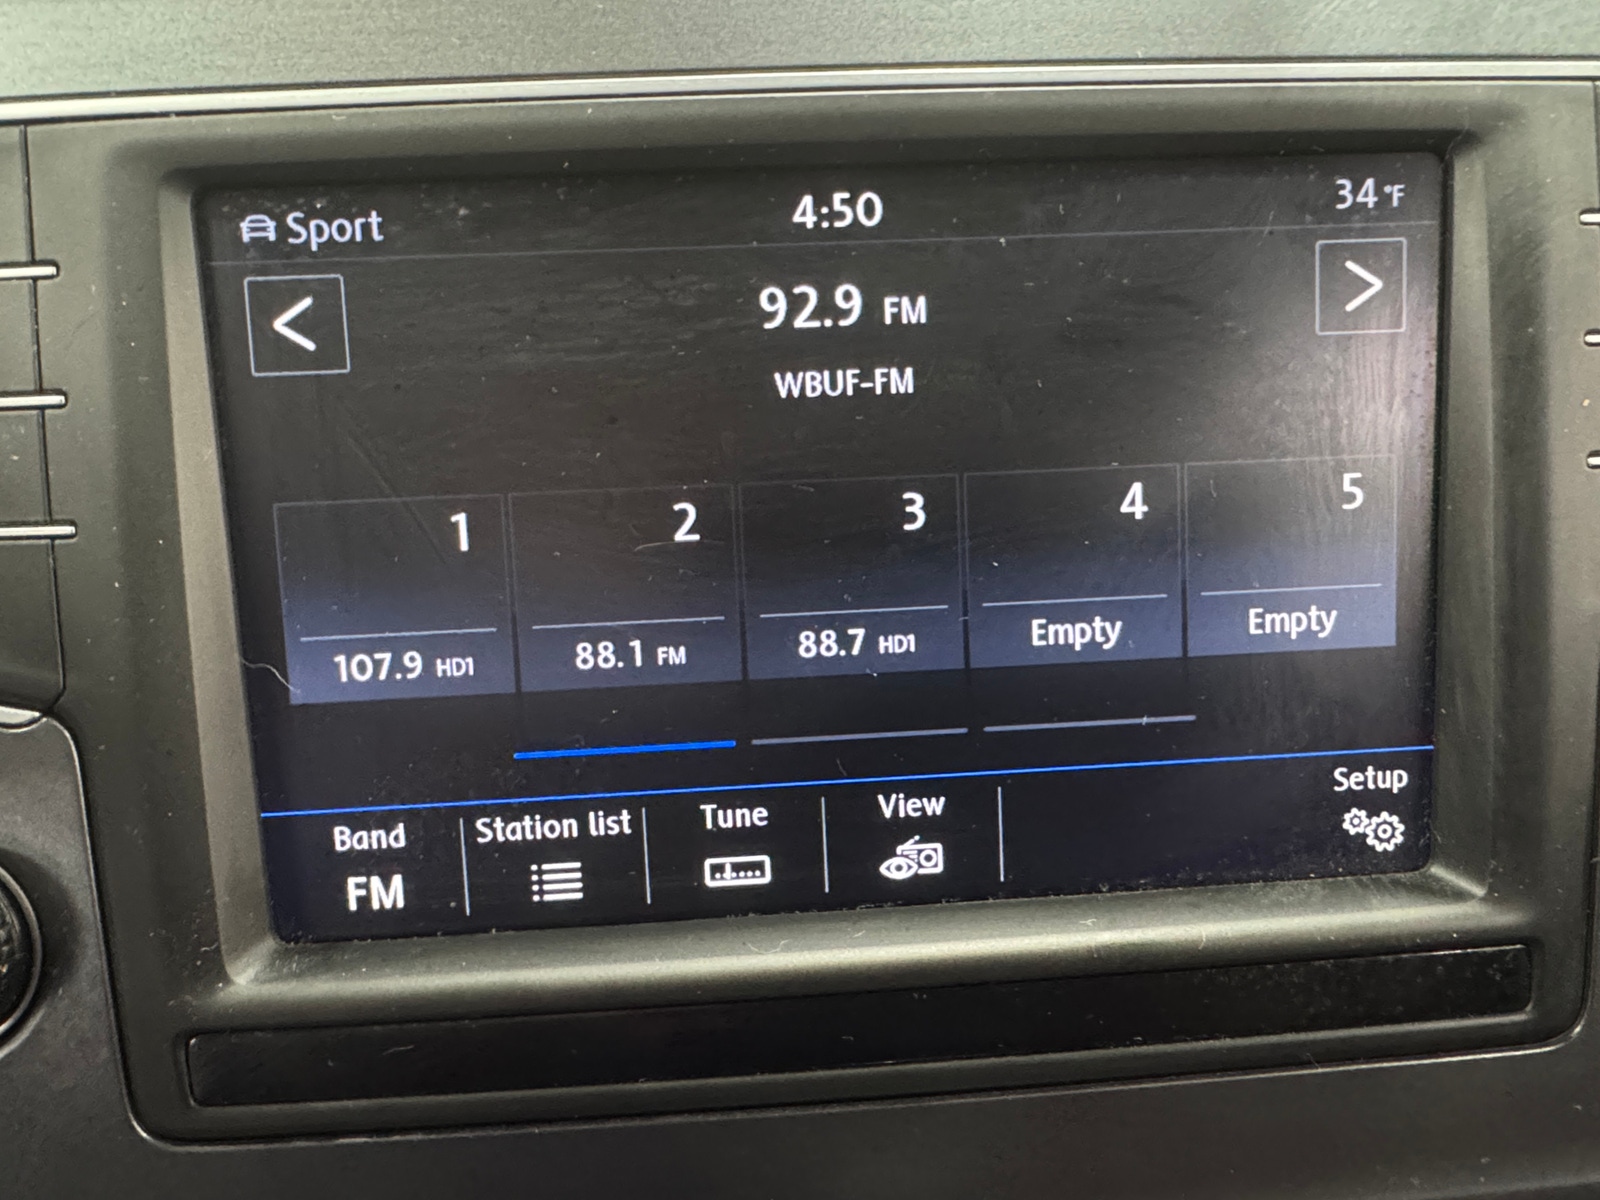 Sport 4:50 34°F
<
>
92.9 FM
WBUF-FM
1 2 3 4 5
107.9 HD1 88.1 FM 88.7 HD1 Empty Empty
Band Station list Tune View Setup
FM